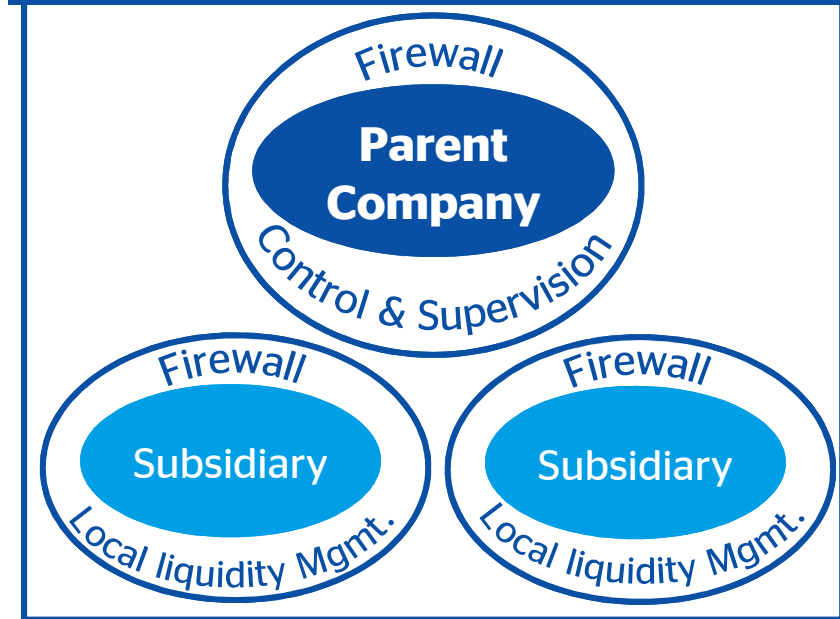 Firewall
Parent
Company
Control & Supervision
Firewall
Subsidiary
Local liquidity Mgmt.
Firewall
Subsidiary
Local liquidity Mgmt.